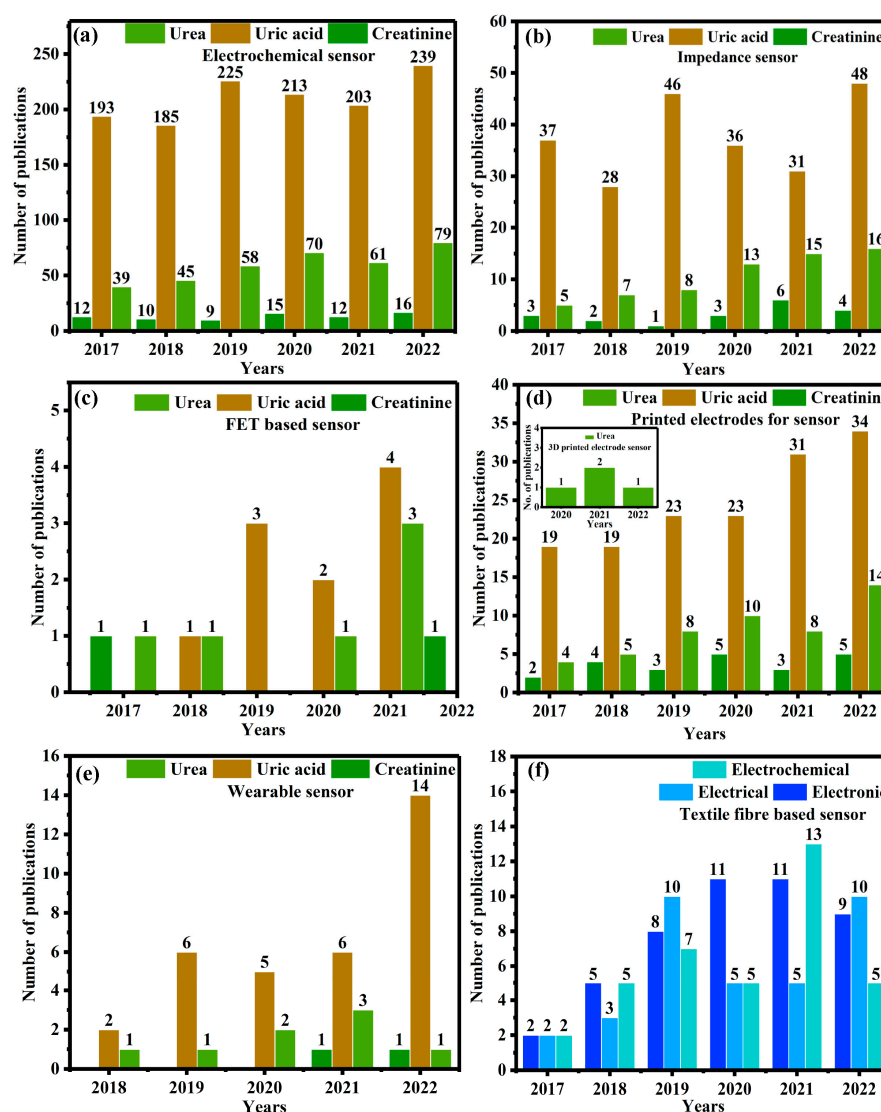 (a) Urea Uric acid Creatinine
Electrochemical sensor
Number of publications
250
200
150
100
50
0
12 193 39
10 185 45
9 225 58
15 213 70
12 203 61
16 239 79
2017 2018 2019 2020 2021 2022
Years
(b) Urea Uric acid Creatinine
Impedance sensor
Number of publications
60
50
40
30
20
10
0
3 37 5
2 28 7
1 46 8
3 36 13
6 31 15
4 48 16
2017 2018 2019 2020 2021 2022
Years
(c) Urea Uric acid Creatinine
FET based sensor
Number of publications
5
4
3
2
1
0
1 1
1 1
3
2 1
4 3
1
2017 2018 2019 2020 2021 2022
Years
(d) Urea Uric acid Creatinin
Printed electrodes for sensor
Number of publications
40
35
30
25
20
15
10
5
0
Urea
3D printed electrode sensor
No. of publications
4
3
2
1
0
1 2 1
2020 2021 2022
Years
2 19 4
4 19 5
3 23 8
5 23 10
3 31 8
5 34 14
2017 2018 2019 2020 2021 2022
Years
(e) Urea Uric acid Creatinine
Wearable sensor
Number of publications
16
14
12
10
8
6
4
2
0
2 1
6 1
5 2
1 6 3
1 14 1
2018 2019 2020 2021 2022
Years
(f) Electrochemical
Electrical Electronic
Textile fibre based sensor
Number of publications
18
16
14
12
10
8
6
4
2
0
2 2 2
5 3 5
8 10 7
11 5 5
11 5 13
9 10 5
2017 2018 2019 2020 2021 2022
Years